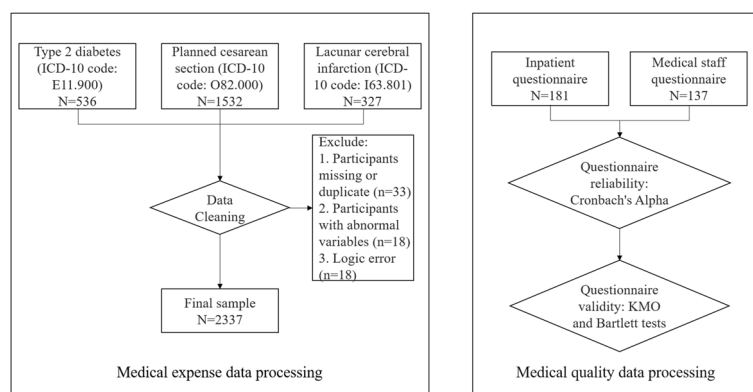 Type 2 diabetes
(ICD-10 code:
E11.900)
N=536
Planned cesarean
section (ICD-10
code: O82.000)
N=1532
Lacunar cerebral
infarction (ICD-
10 code: I63.801)
N=327
Exclude:
1. Participants
missing or
duplicate (n=33)
2. Participants
with abnormal
variables (n=18)
3. Logic error
(n=18)
Data
Cleaning
Final sample
N=2337
Medical expense data processing
Inpatient
questionnaire
N=181
Medical staff
questionnaire
N=137
Questionnaire
reliability:
Cronbach's Alpha
Questionnaire
validity: KMO
and Bartlett tests
Medical quality data processing